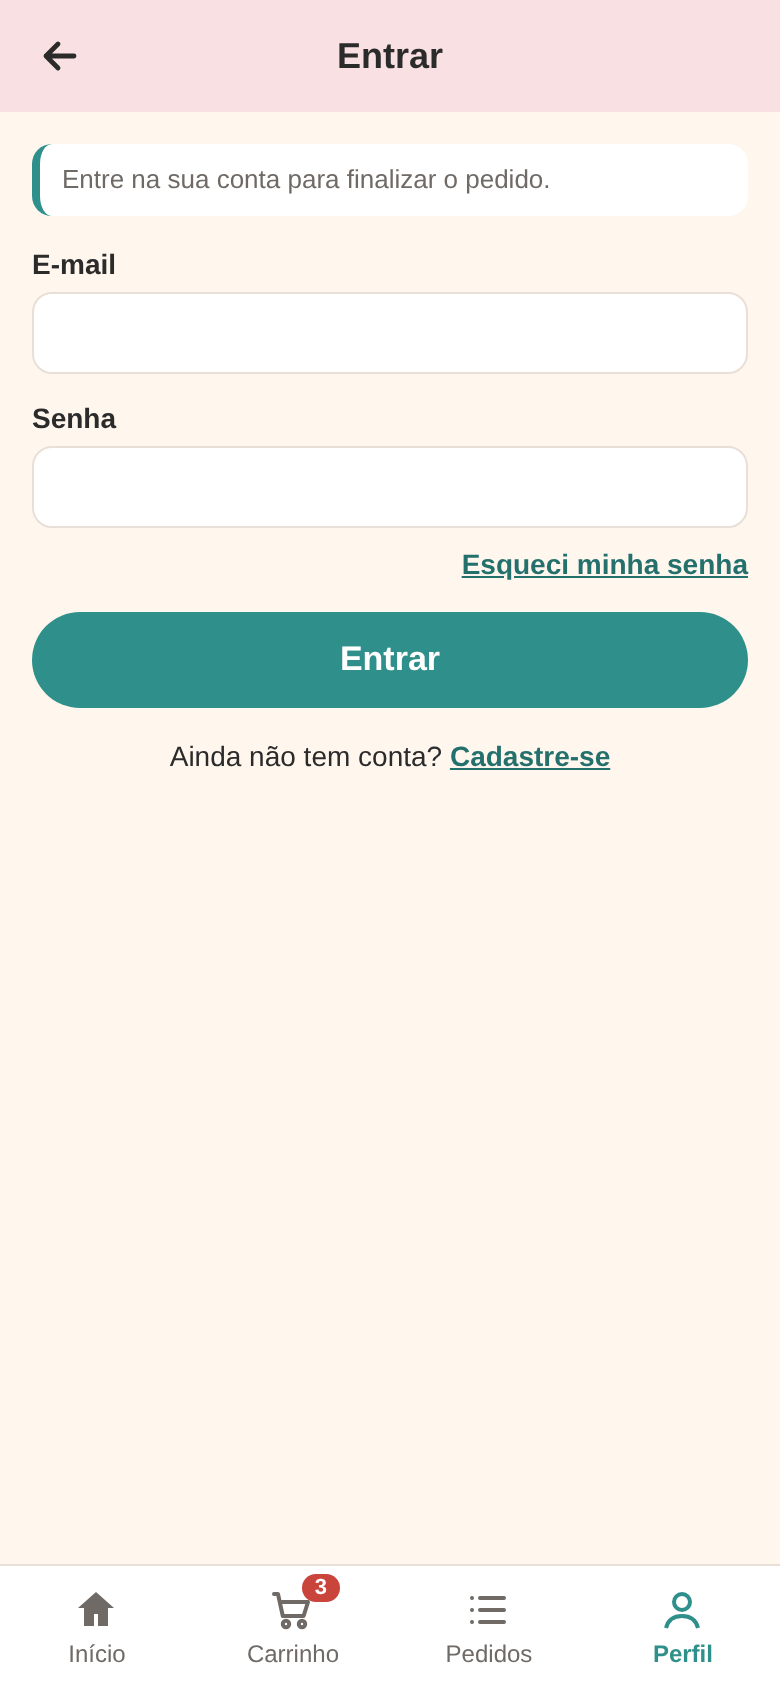 Entrar
Entre na sua conta para finalizar o pedido.
E-mail
Senha
Esqueci minha senha
Entrar
Ainda não tem conta? Cadastre-se
3
Início
Carrinho
Pedidos
Perfil